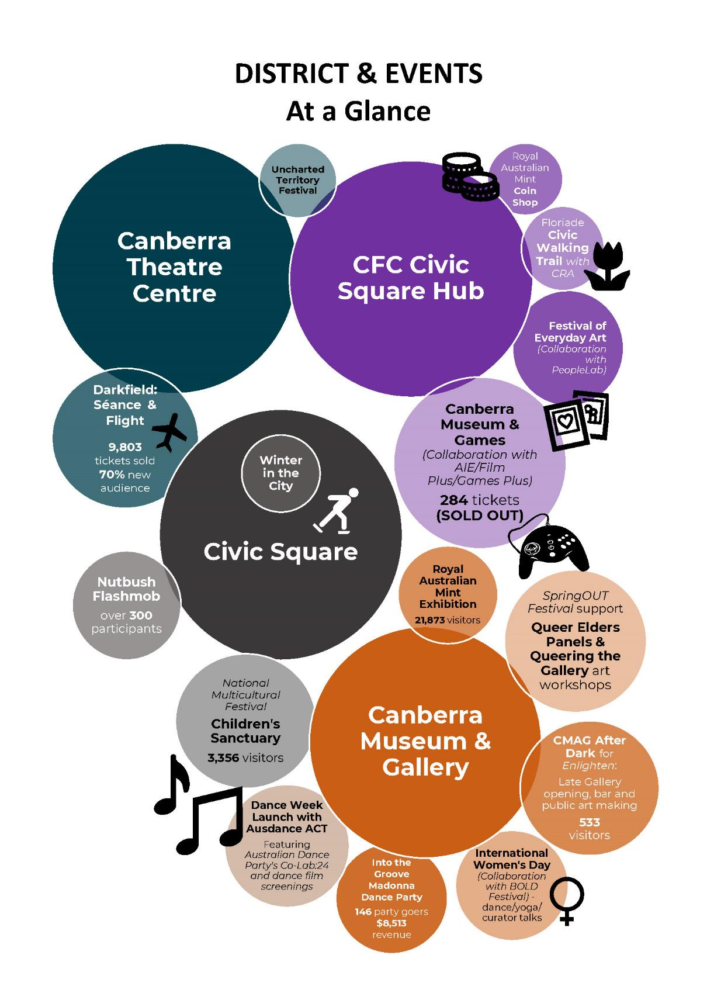 DISTRICT & EVENTS
At a Glance
Canberra
Theatre
Centre
Uncharted
Territory
Festival
CFC Civic
Square Hub
Royal
Australian
Mint
Coin
Shop
Floriade
Civic
Walking
Trail with
CRA
Festival of
Everyday Art
(Collaboration
with
PeopleLab)
Darkfield:
Séance &
Flight
9,803
tickets sold
70% new
audience
Winter
in the
City
Civic Square
Canberra
Museum &
Games
(Collaboration with
AIE/Film
Plus/Games Plus)
284 tickets
(SOLD OUT)
Nutbush
Flashmob
over 300
participants
Royal
Australian
Mint
Exhibition
21,873 visitors
SpringOUT
Festival support
Queer Elders
Panels &
Queering the
Gallery art
workshops
National
Multicultural
Festival
Children's
Sanctuary
3,356 visitors
Canberra
Museum &
Gallery
CMAG After
Dark for
Enlighten:
Late Gallery
opening, bar and
public art making
533
visitors
Dance Week
Launch with
Ausdance ACT
Featuring
Australian Dance
Party's Co-Lab:24
and dance film
screenings
Into the
Groove
Madonna
Dance Party
146 party goers
$8,513
revenue
International
Women's Day
(Collaboration
with BOLD
Festival) -
dance/yoga/
curator talks